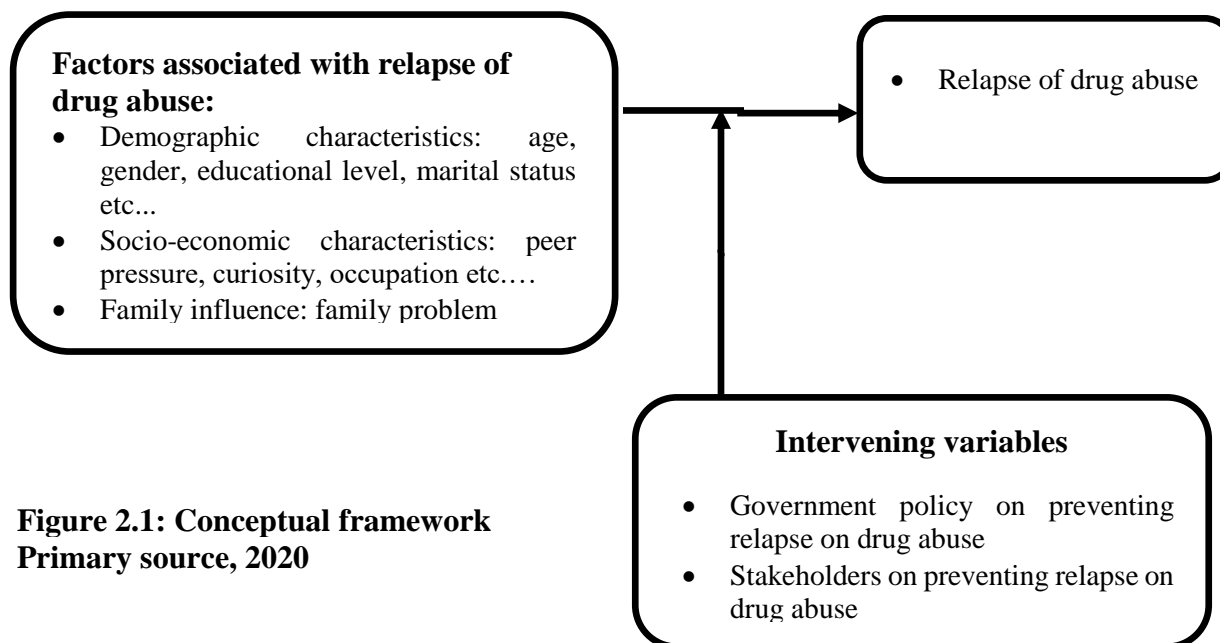 Factors associated with relapse of
drug abuse:
• Demographic characteristics: age,
gender, educational level, marital status
etc...
• Socio-economic characteristics: peer
pressure, curiosity, occupation etc.…
• Family influence: family problem
• Relapse of drug abuse
Intervening variables
• Government policy on preventing
relapse on drug abuse
• Stakeholders on preventing relapse on
drug abuse
Figure 2.1: Conceptual framework
Primary source, 2020